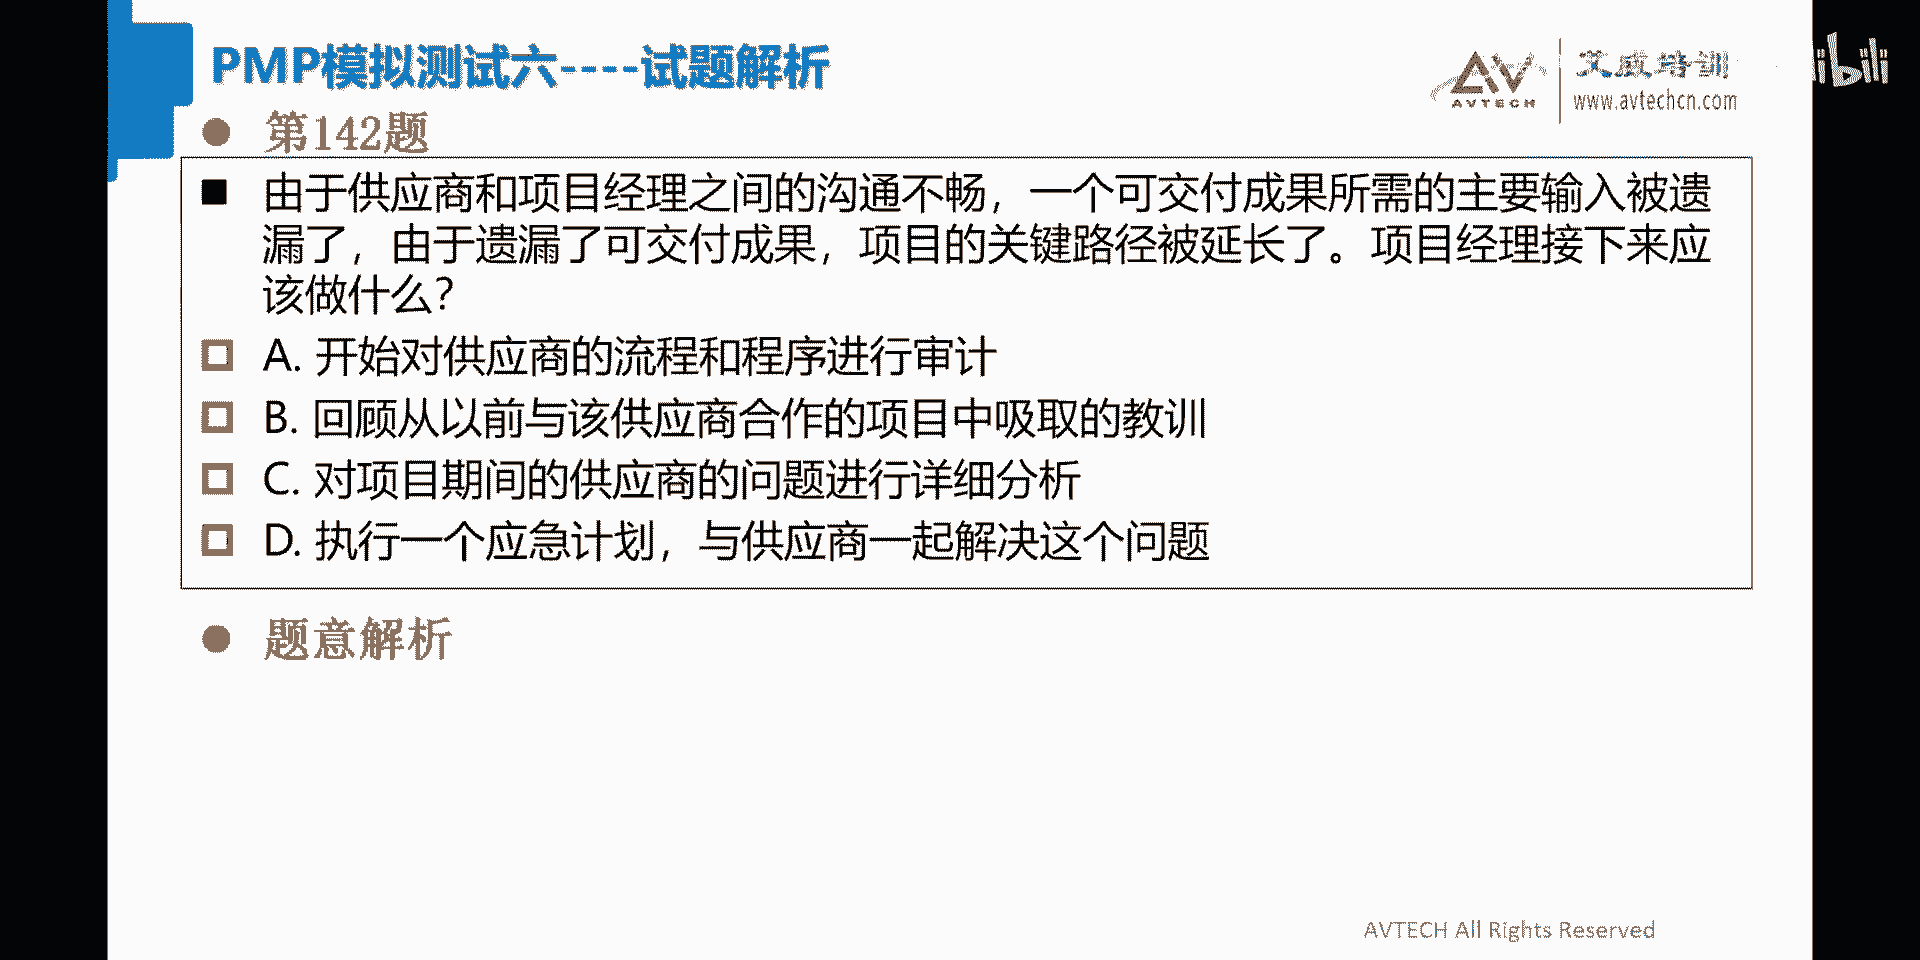 PMP模拟测试六----试题解析
AVTECH
艾威培训
www.avtechcn.com
第142题
由于供应商和项目经理之间的沟通不畅，一个可交付成果所需的主要输入被遗
漏了，由于遗漏了可交付成果，项目的关键路径被延长了。项目经理接下来应
该做什么？
A. 开始对供应商的流程和程序进行审计
B. 回顾从以前与该供应商合作的项目中吸取的教训
C. 对项目期间的供应商的问题进行详细分析
D. 执行一个应急计划，与供应商一起解决这个问题
题意解析
AVTECH All Rights Reserved